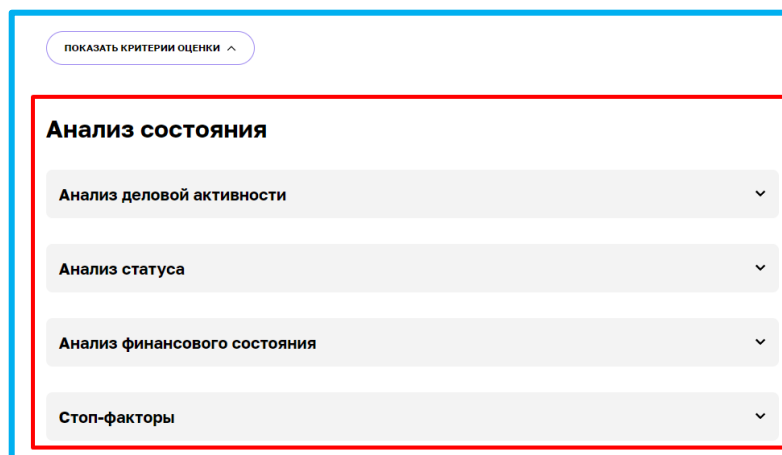 ПОКАЗАТЬ КРИТЕРИИ ОЦЕНКИ
Анализ состояния
Анализ деловой активности
Анализ статуса
Анализ финансового состояния
Стоп-факторы